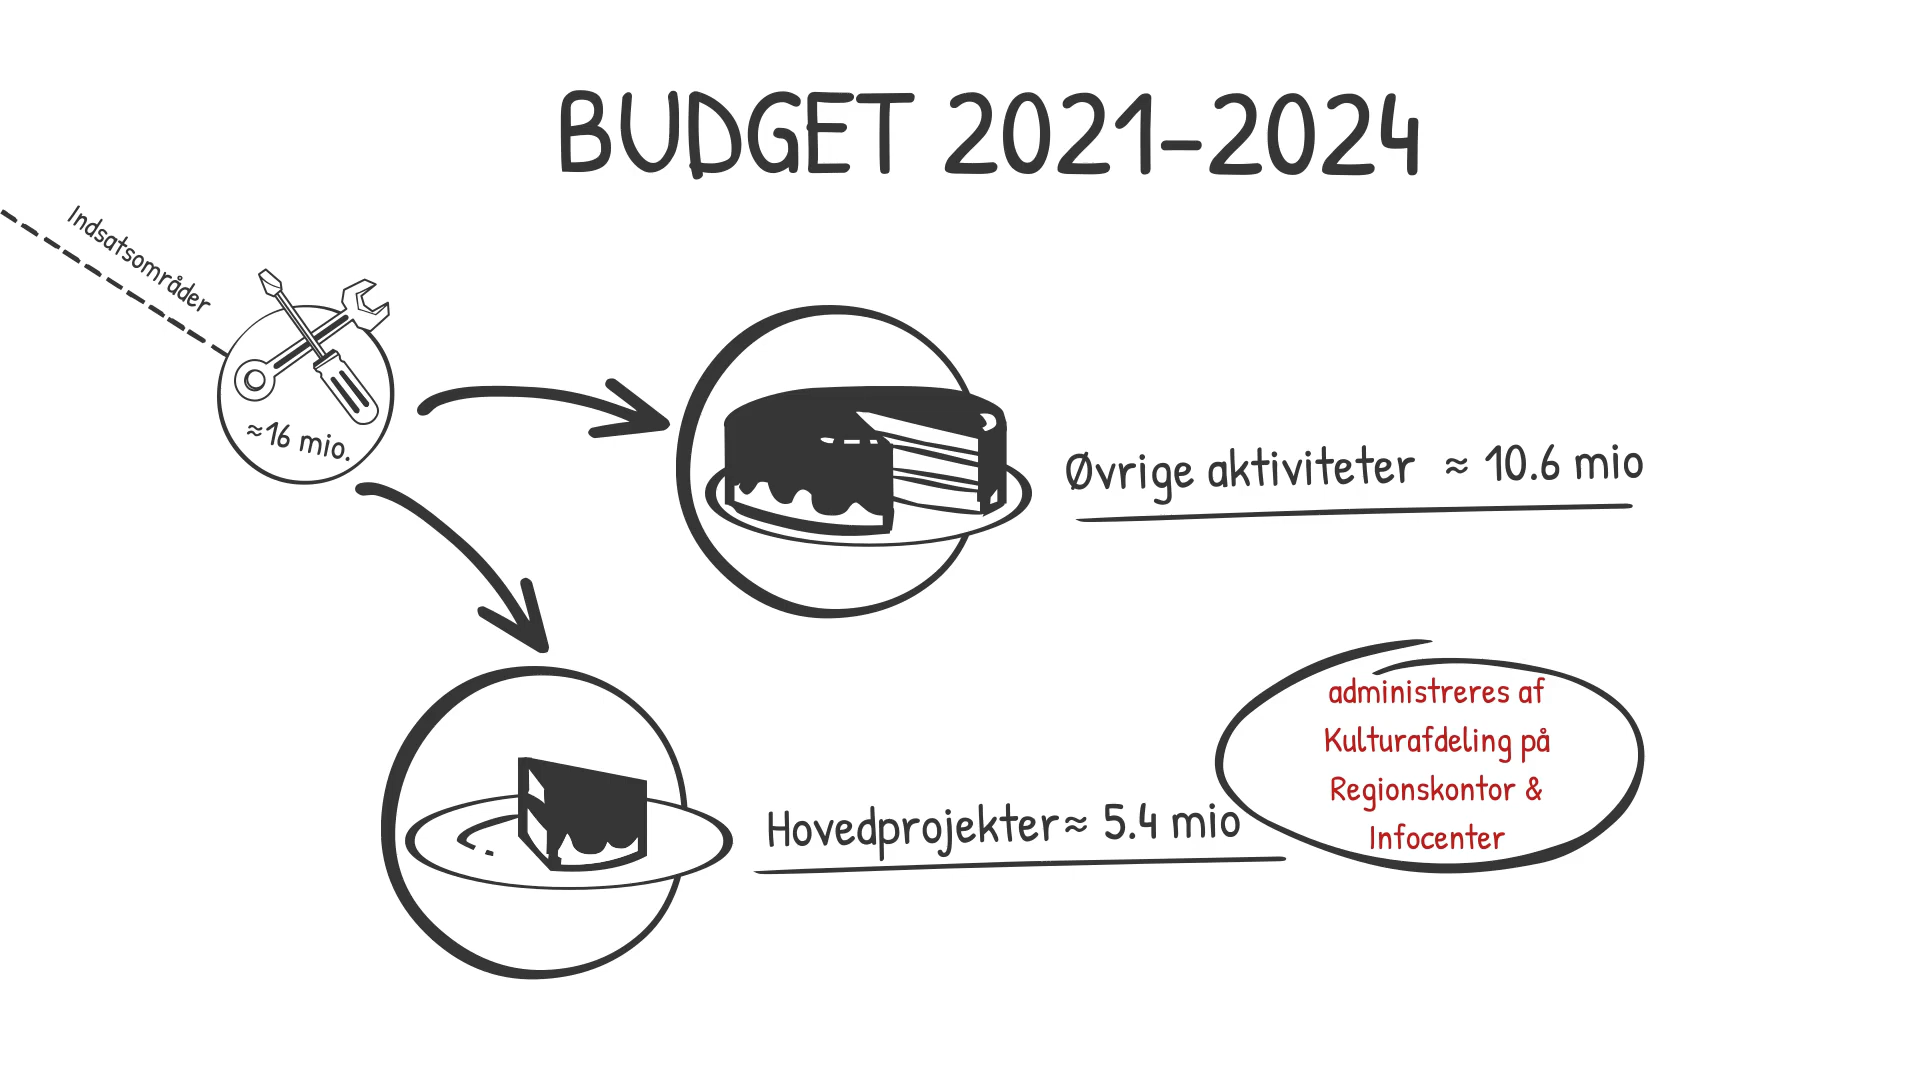 BUDGET 2021-2024
Indsatsområder
≈16 mio.
Øvrige aktiviteter ≈ 10.6 mio
Hovedprojekter ≈ 5.4 mio
administreres af
Kulturafdeling på
Regionskontor &
Infocenter